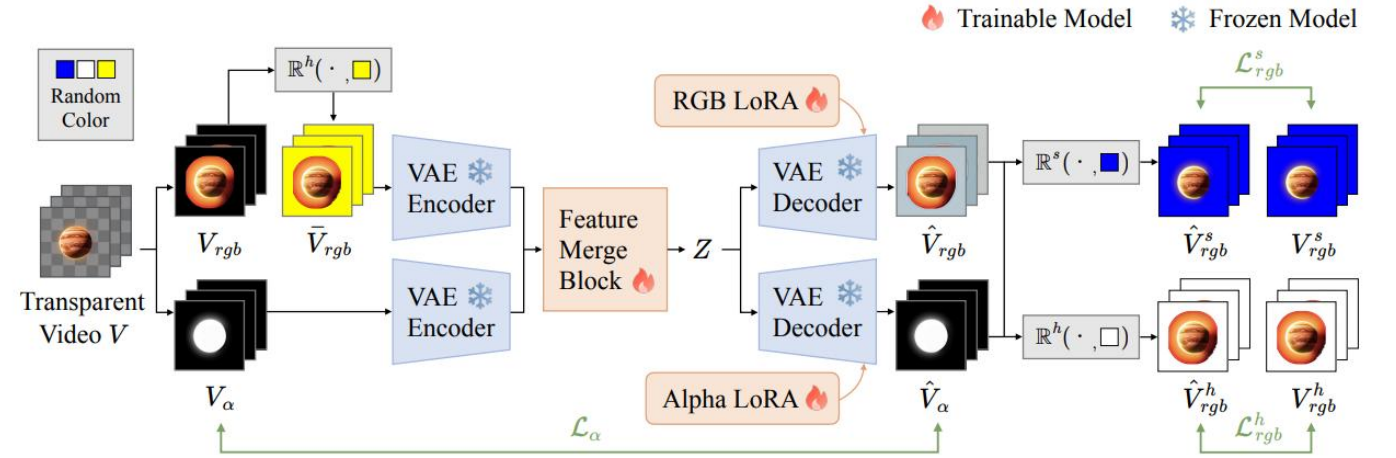 Trainable Model
Frozen Model
Random
Color
ℝʰ(· , )
RGB LoRA
ℒˢ_rgb
VAE
Encoder
VAE
Decoder
ℝˢ(· , )
V_rgb
V̄_rgb
Feature
Merge
Block
Z
V̂_rgb
V̂ˢ_rgb
Vˢ_rgb
Transparent
Video V
VAE
Encoder
VAE
Decoder
ℝʰ(· , )
V_α
Alpha LoRA
V̂_α
V̂ʰ_rgb
Vʰ_rgb
ℒ_α
ℒʰ_rgb